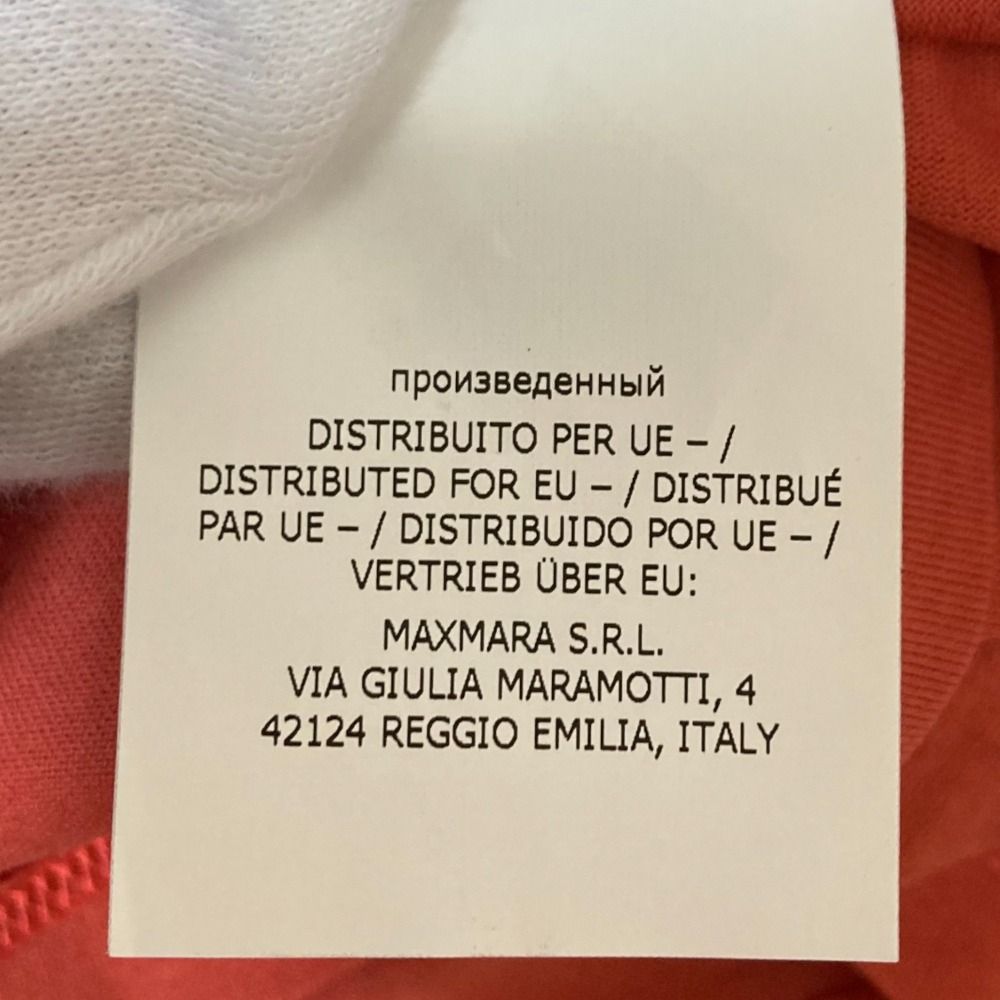 произведенный
DISTRIBUITO PER UE – /
DISTRIBUTED FOR EU – / DISTRIBUÉ
PAR UE – / DISTRIBUIDO POR UE – /
VERTRIEB ÜBER EU:
MAXMARA S.R.L.
VIA GIULIA MARAMOTTI, 4
42124 REGGIO EMILIA, ITALY